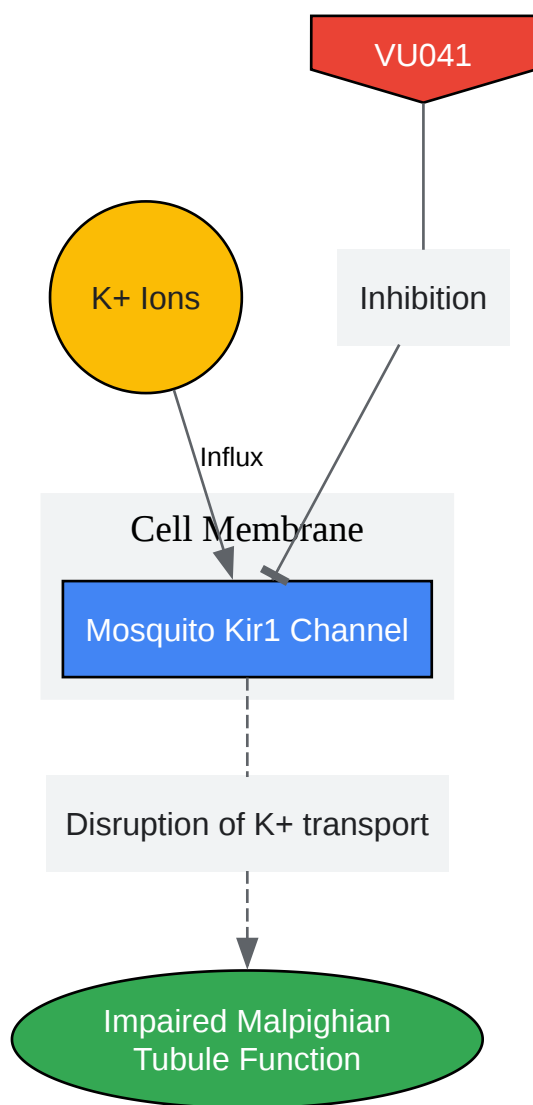 VU041
K+ Ions
Inhibition
Influx
Cell Membrane
Mosquito Kir1 Channel
Disruption of K+ transport
Impaired Malpighian
Tubule Function